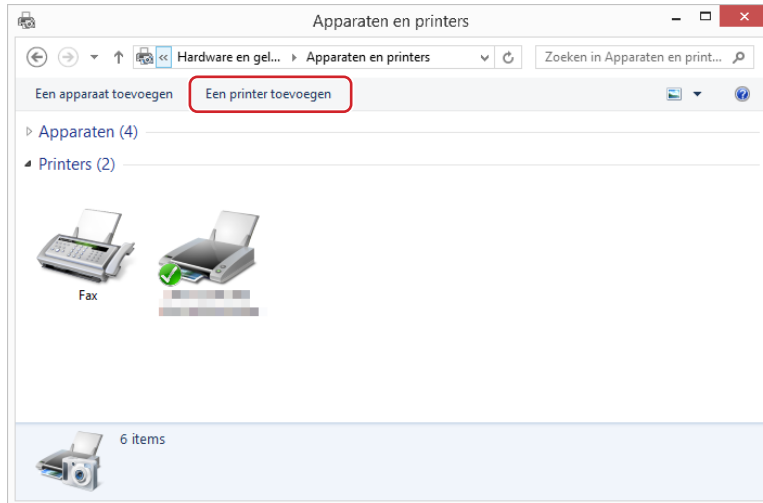 Apparaten en printers
« Hardware en gel... Apparaten en printers
Zoeken in Apparaten en print...
Een apparaat toevoegen
Een printer toevoegen
Apparaten (4)
Printers (2)
Fax
6 items